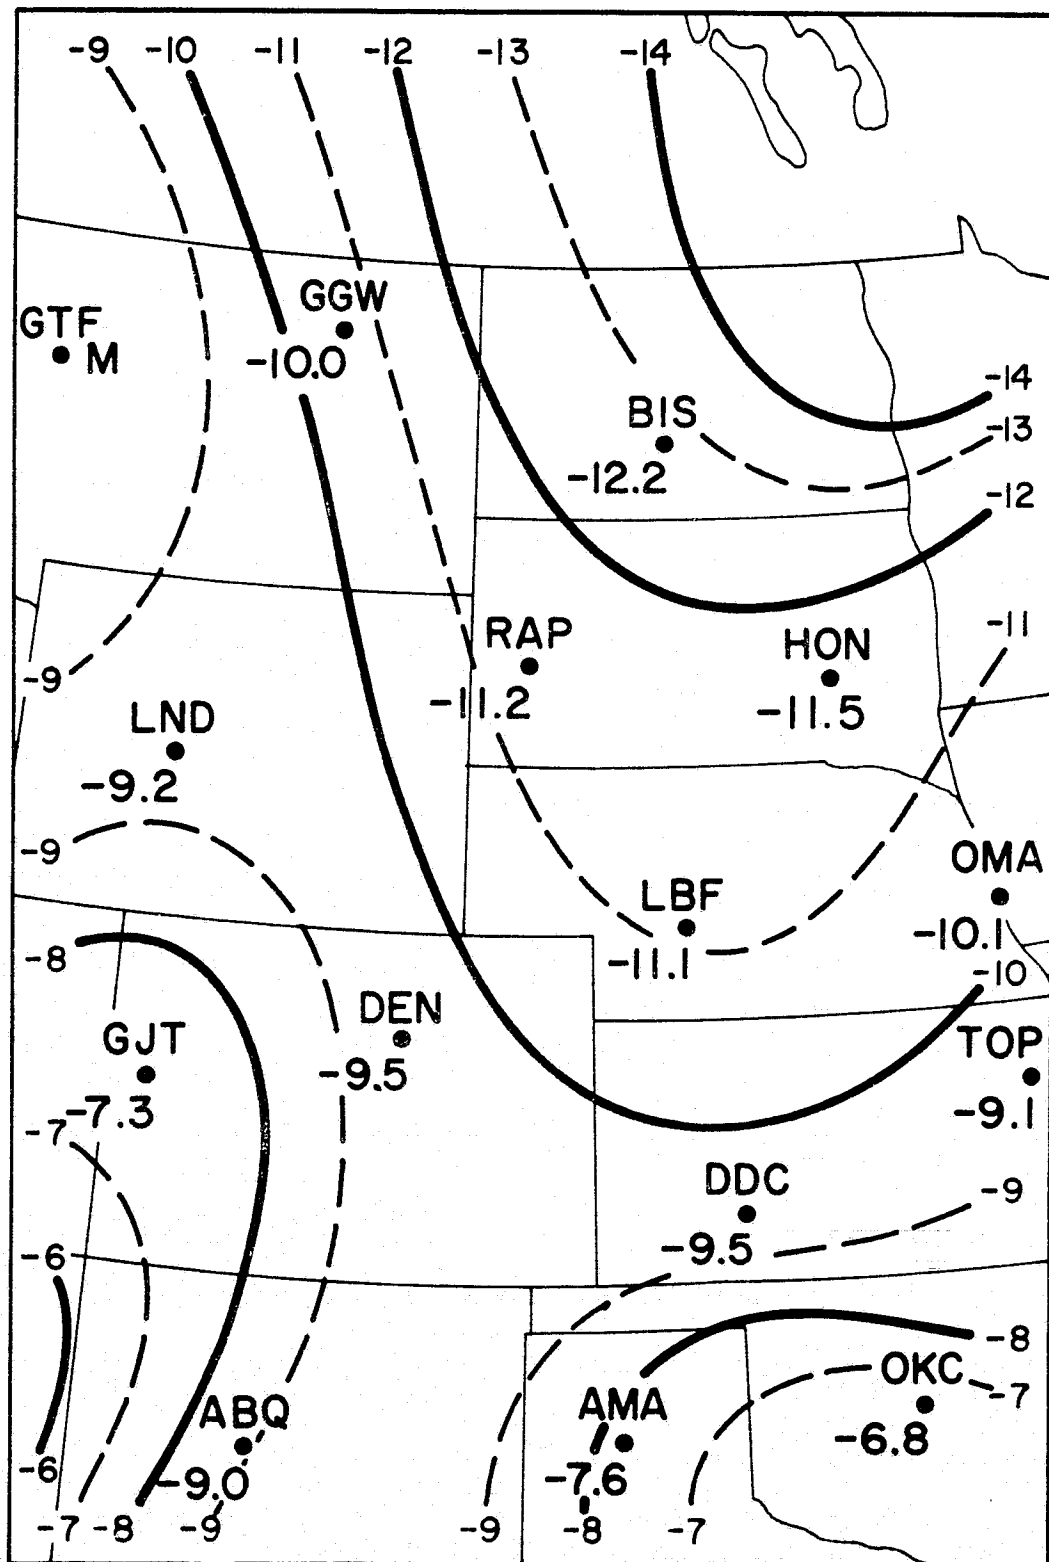 -9 -10 -11 -12 -13 -14
GGW
-10.0
GTF
M
-14
BIS
-13
-12.2
-12
-11
RAP
-11.2
HON
-11.5
-9
LND
-9.2
-9
OMA
-10.1
LBF
-11.1
-8
-10
DEN
-9.5
GJT
-7.3
TOP
-9.1
-7
DDC
-9.5
-9
-6
-8
OKC
-6.8
-7
ABQ
-9.0
AMA
-7.6
-6
-7 -8 -9 -9 -8 -7